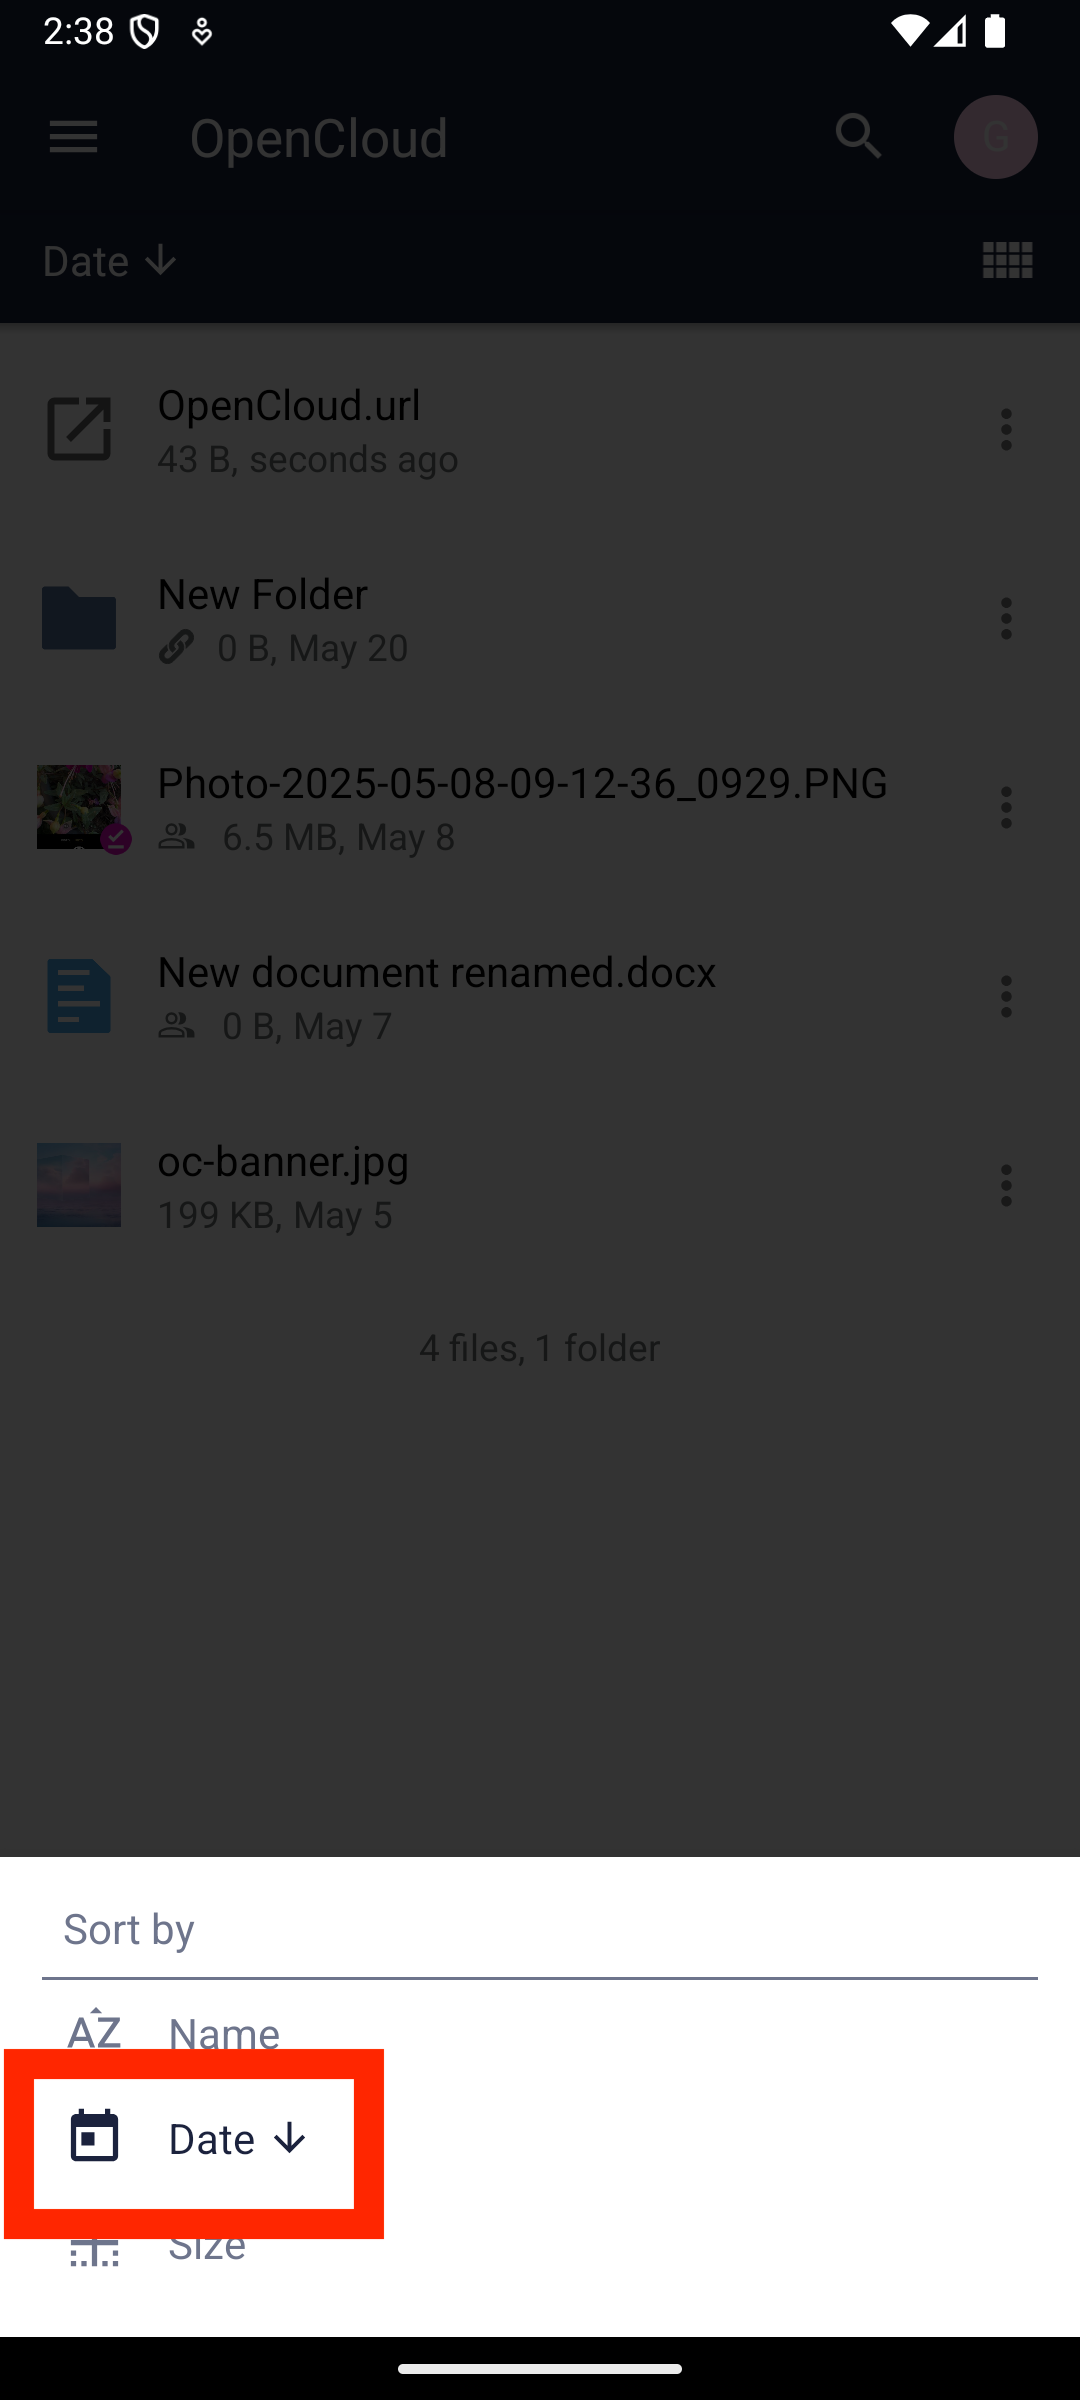 2:38
OpenCloud
G
Date
OpenCloud.url
43 B, seconds ago
New Folder
0 B, May 20
Photo-2025-05-08-09-12-36_0929.PNG
6.5 MB, May 8
New document renamed.docx
0 B, May 7
oc-banner.jpg
199 KB, May 5
4 files, 1 folder
Sort by
AZ Name
Date
Size